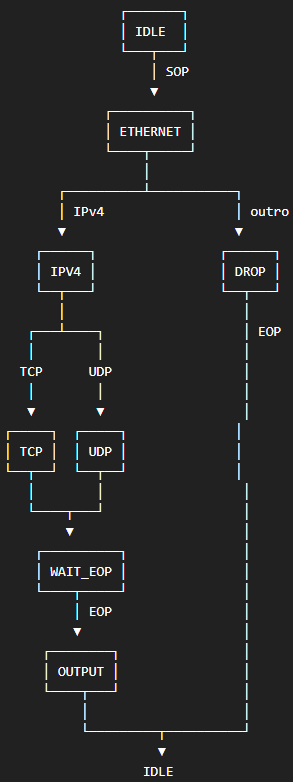 IDLE
SOP
ETHERNET
IPv4 outro
IPV4 DROP
EOP
TCP UDP
TCP UDP
WAIT_EOP
EOP
OUTPUT
IDLE